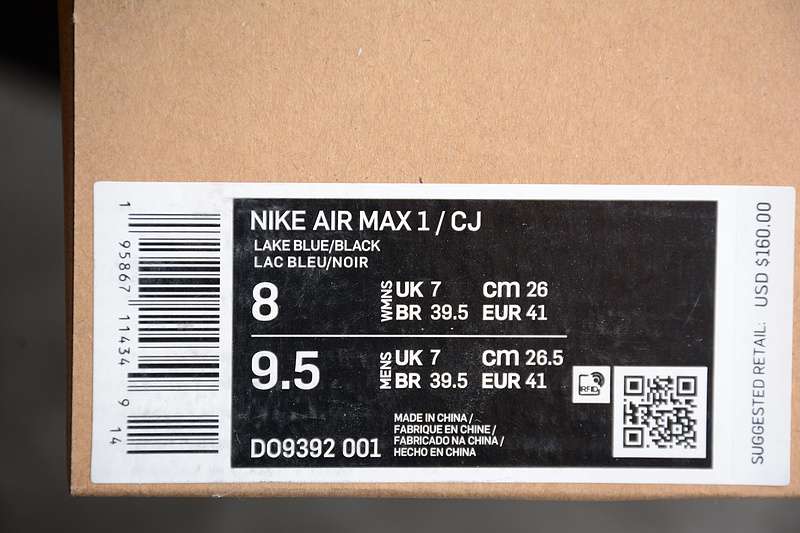 NIKE AIR MAX 1 / CJ
LAKE BLUE/BLACK
LAC BLEU/NOIR
8 WMNS UK 7 cm 26
BR 39.5 EUR 41
9.5 MENS UK 7 cm 26.5
BR 39.5 EUR 41
RFID
DO9392 001
MADE IN CHINA /
FABRIQUE EN CHINE /
FABRICADO NA CHINA /
HECHO EN CHINA
1 95867 11434 9 14
SUGGESTED RETAIL: USD $160.00